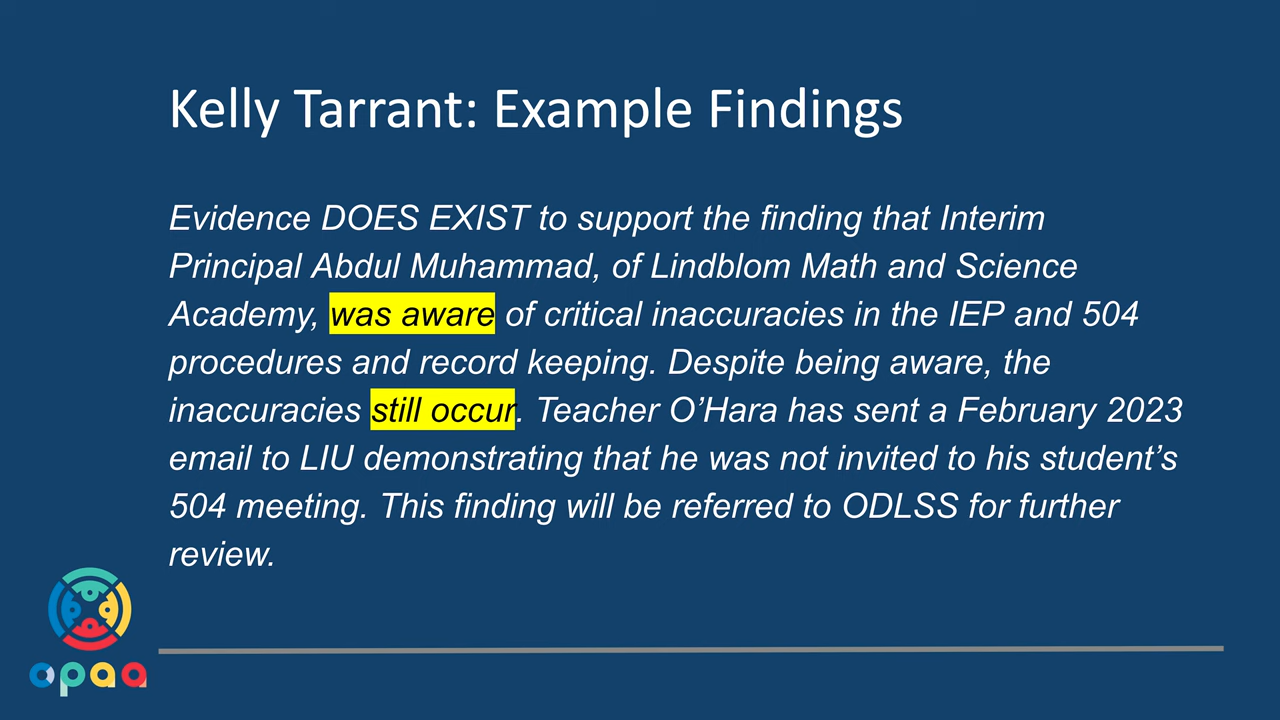 Kelly Tarrant: Example Findings
Evidence DOES EXIST to support the finding that Interim
Principal Abdul Muhammad, of Lindblom Math and Science
Academy, was aware of critical inaccuracies in the IEP and 504
procedures and record keeping. Despite being aware, the
inaccuracies still occur. Teacher O’Hara has sent a February 2023
email to LIU demonstrating that he was not invited to his student’s
504 meeting. This finding will be referred to ODLSS for further
review.
opaa